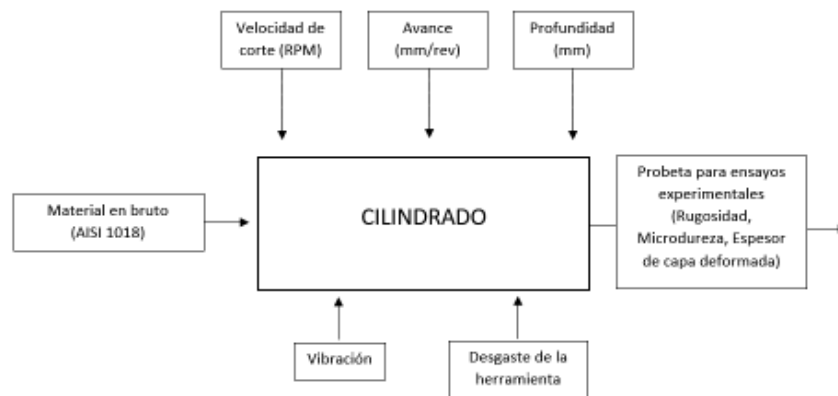 Velocidad de
corte (RPM)
Avance
(mm/rev)
Profundidad
(mm)
Material en bruto
(AISI 1018)
CILINDRADO
Probeta para ensayos
experimentales
(Rugosidad,
Microdureza, Espesor
de capa deformada)
Vibración
Desgaste de la
herramienta